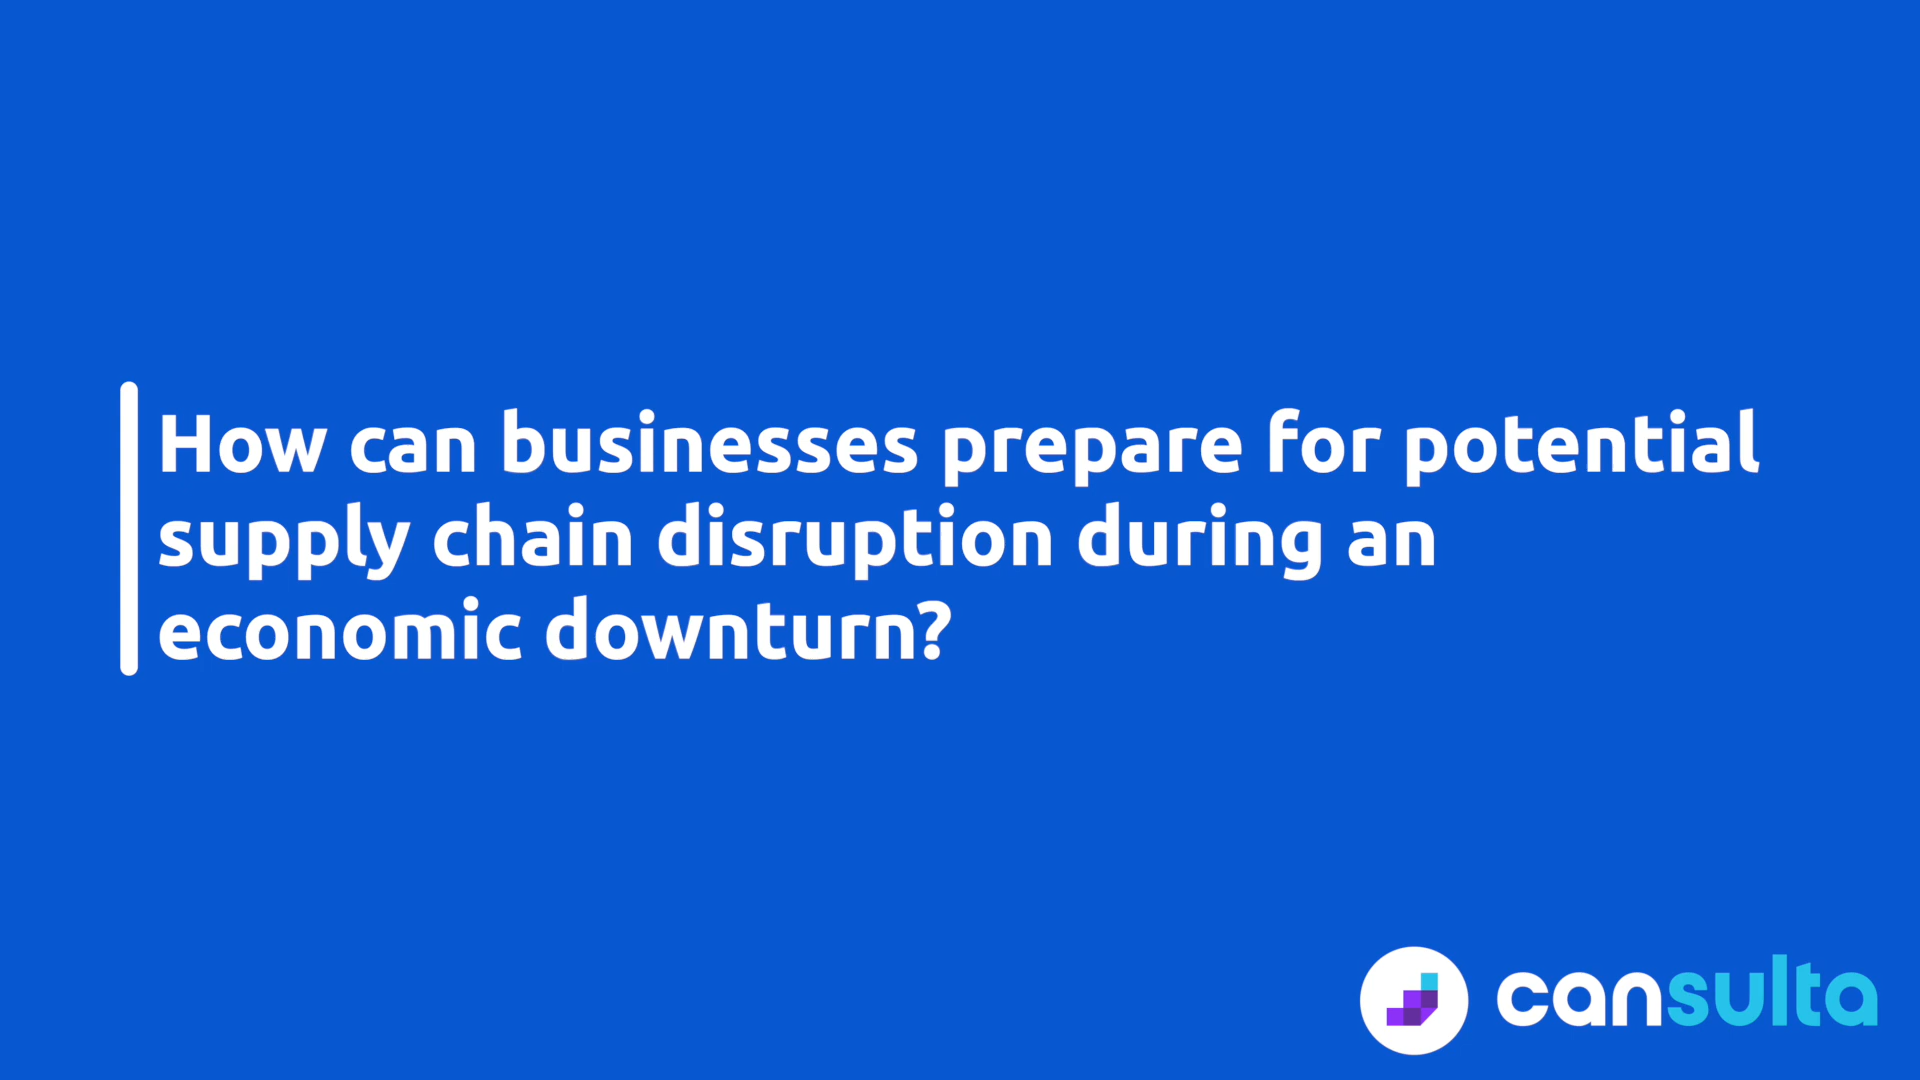 How can businesses prepare for potential
supply chain disruption during an
economic downturn?
cansulta